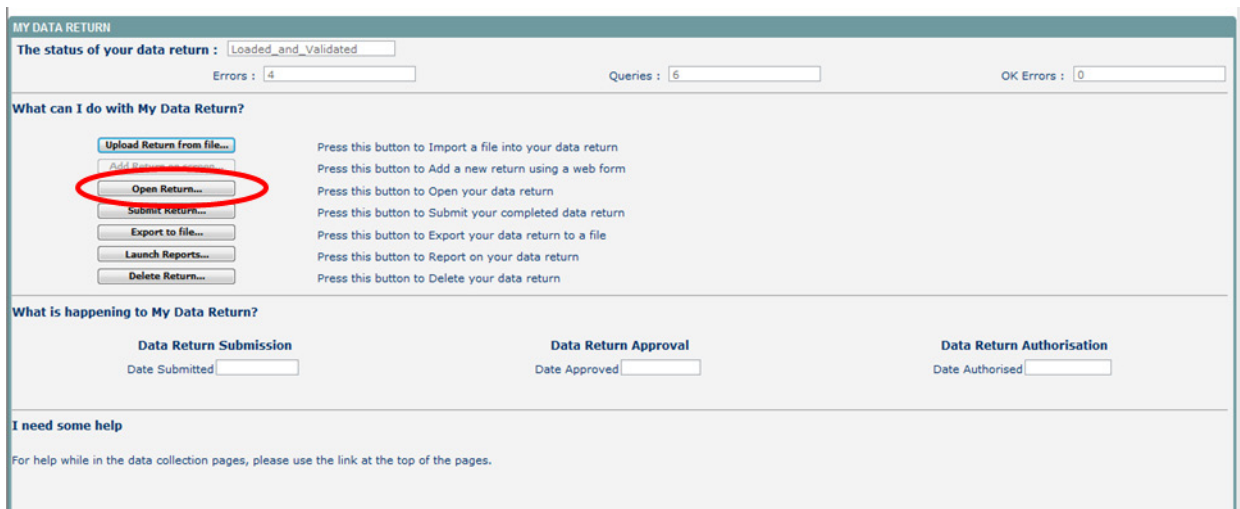 MY DATA RETURN
The status of your data return : Loaded_and_Validated
Errors : 4 Queries : 6 OK Errors : 0
What can I do with My Data Return?
Upload Return from file... Press this button to Import a file into your data return
Add Return on screen... Press this button to Add a new return using a web form
Open Return... Press this button to Open your data return
Submit Return... Press this button to Submit your completed data return
Export to file... Press this button to Export your data return to a file
Launch Reports... Press this button to Report on your data return
Delete Return... Press this button to Delete your data return
What is happening to My Data Return?
Data Return Submission Data Return Approval Data Return Authorisation
Date Submitted Date Approved Date Authorised
I need some help
For help while in the data collection pages, please use the link at the top of the pages.